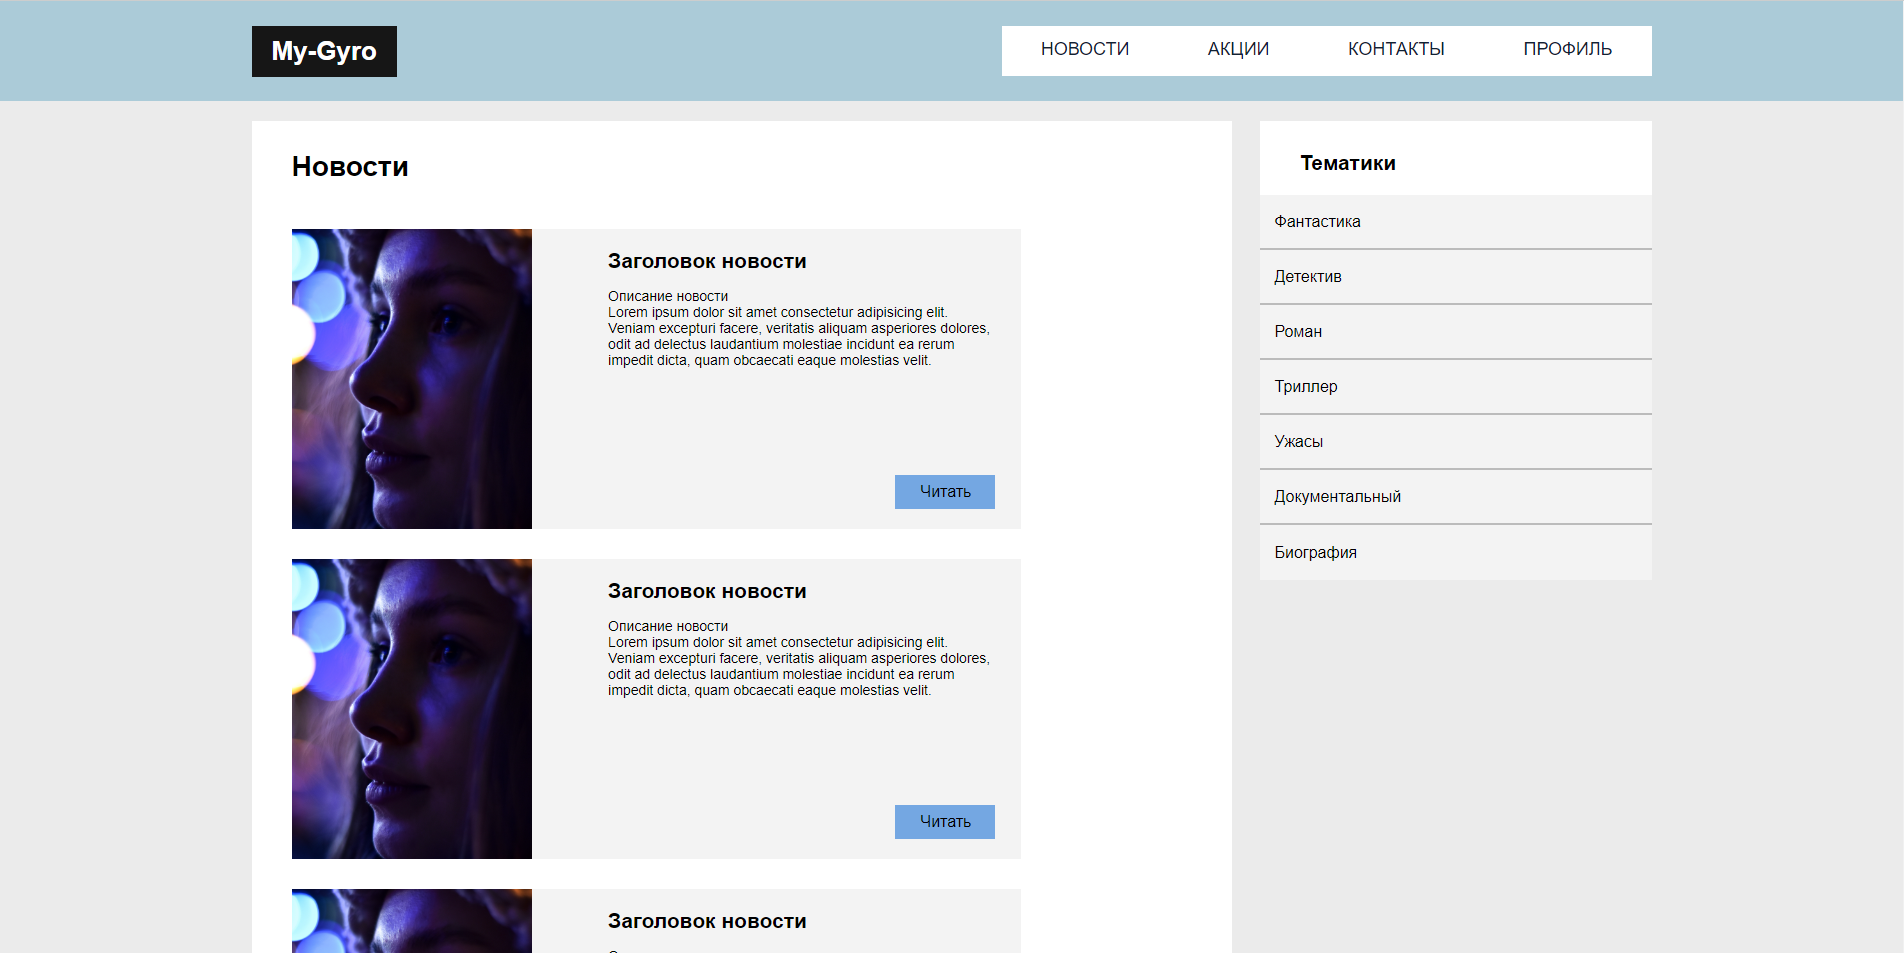 My-Gyro
НОВОСТИ АКЦИИ КОНТАКТЫ ПРОФИЛЬ
Новости
Заголовок новости
Описание новости
Lorem ipsum dolor sit amet consectetur adipisicing elit.
Veniam excepturi facere, veritatis aliquam asperiores dolores,
odit ad delectus laudantium molestiae incidunt ea rerum
impedit dicta, quam obcaecati eaque molestias velit.
Читать
Заголовок новости
Описание новости
Lorem ipsum dolor sit amet consectetur adipisicing elit.
Veniam excepturi facere, veritatis aliquam asperiores dolores,
odit ad delectus laudantium molestiae incidunt ea rerum
impedit dicta, quam obcaecati eaque molestias velit.
Читать
Заголовок новости
Тематики
Фантастика
Детектив
Роман
Триллер
Ужасы
Документальный
Биография